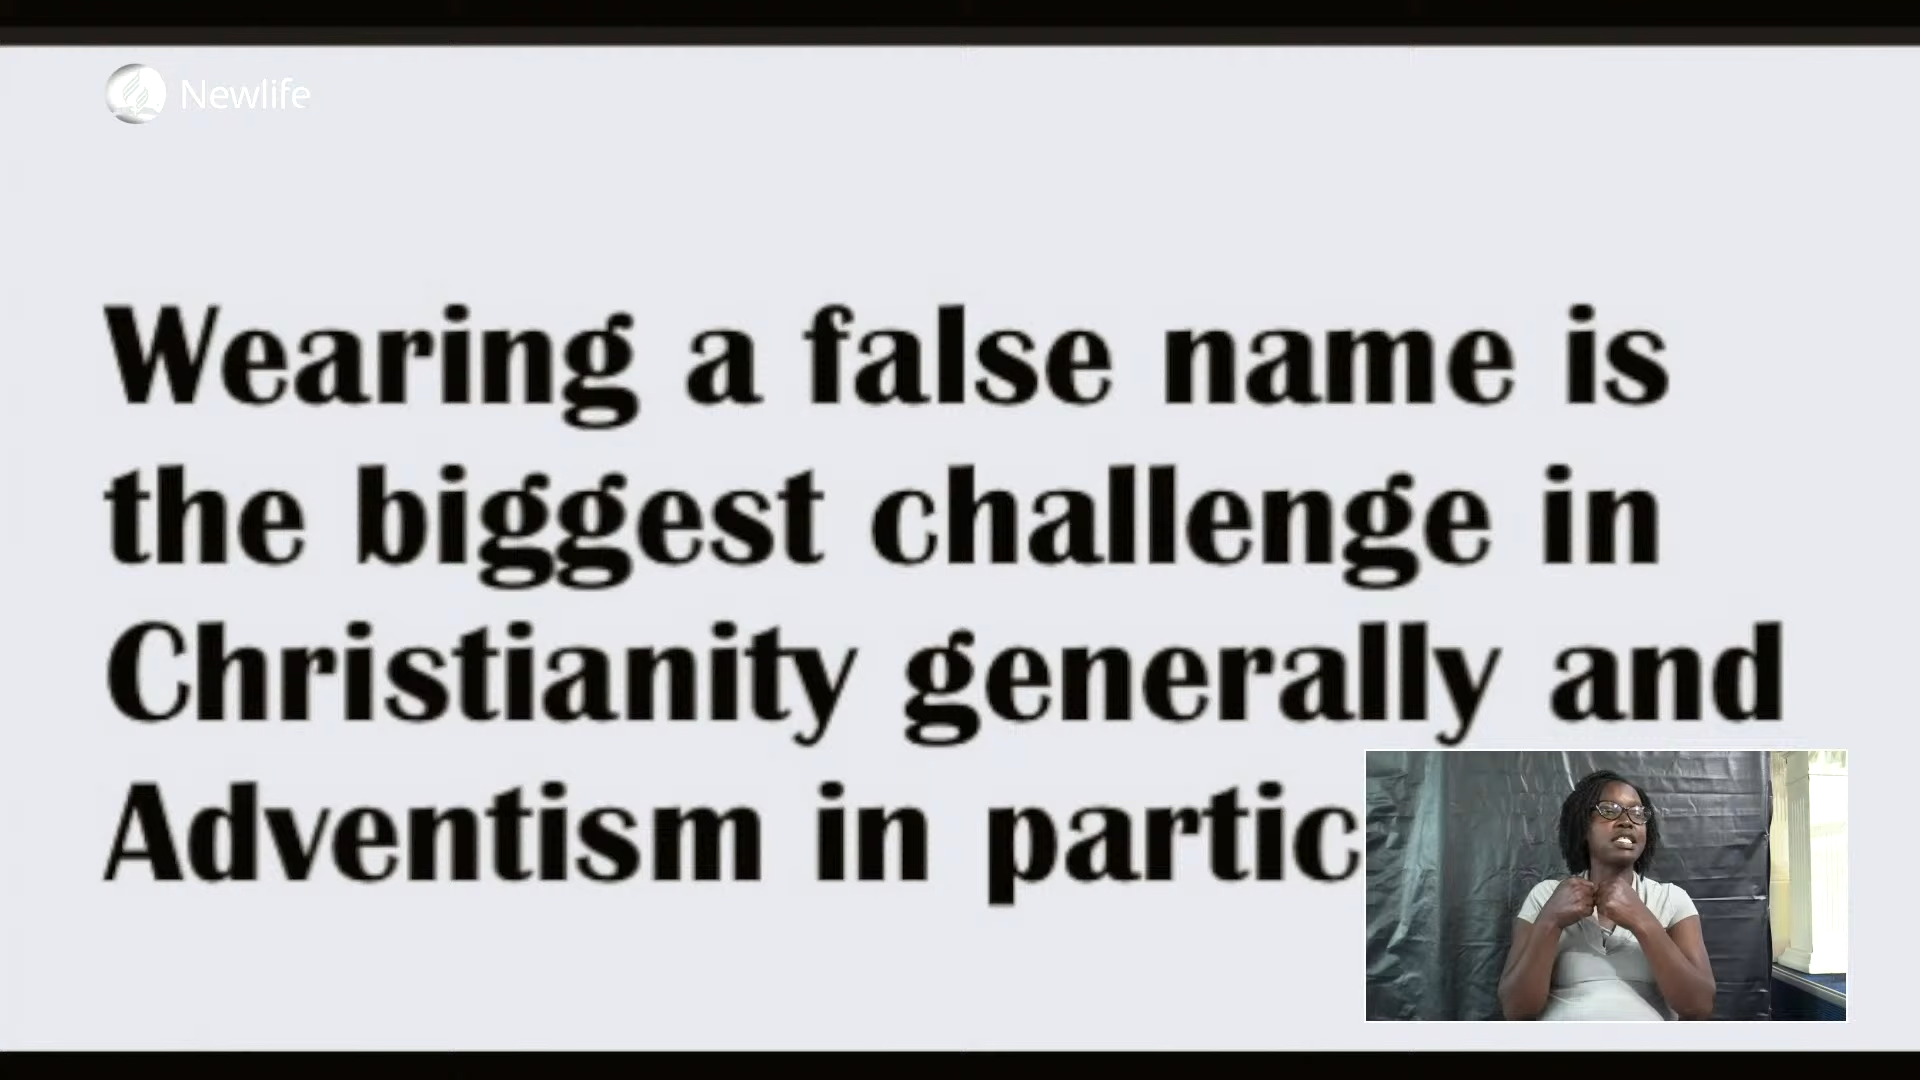 Newlife
Wearing a false name is
the biggest challenge in
Christianity generally and
Adventism in partic